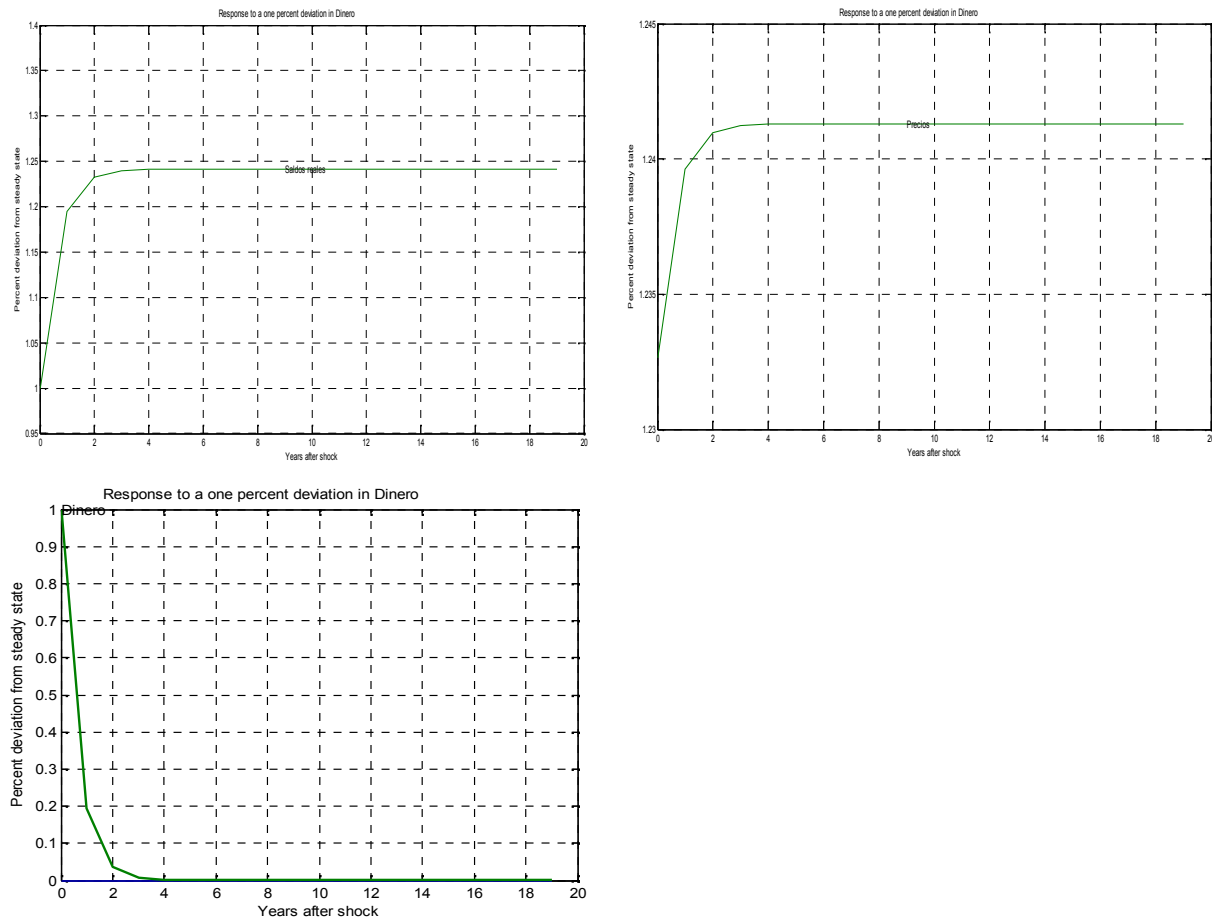 Response to a one percent deviation in Dinero
1.4
1.35
1.3
1.25
1.2
1.15
1.1
1.05
1
0.95
Percent deviation from steady state
Saldos reales
0 2 4 6 8 10 12 14 16 18 20
Years after shock
Response to a one percent deviation in Dinero
1.245
1.24
1.235
1.23
Percent deviation from steady state
Precios
0 2 4 6 8 10 12 14 16 18 20
Years after shock
Response to a one percent deviation in Dinero
1
0.9
0.8
0.7
0.6
0.5
0.4
0.3
0.2
0.1
0
Percent deviation from steady state
Dinero
0 2 4 6 8 10 12 14 16 18 20
Years after shock